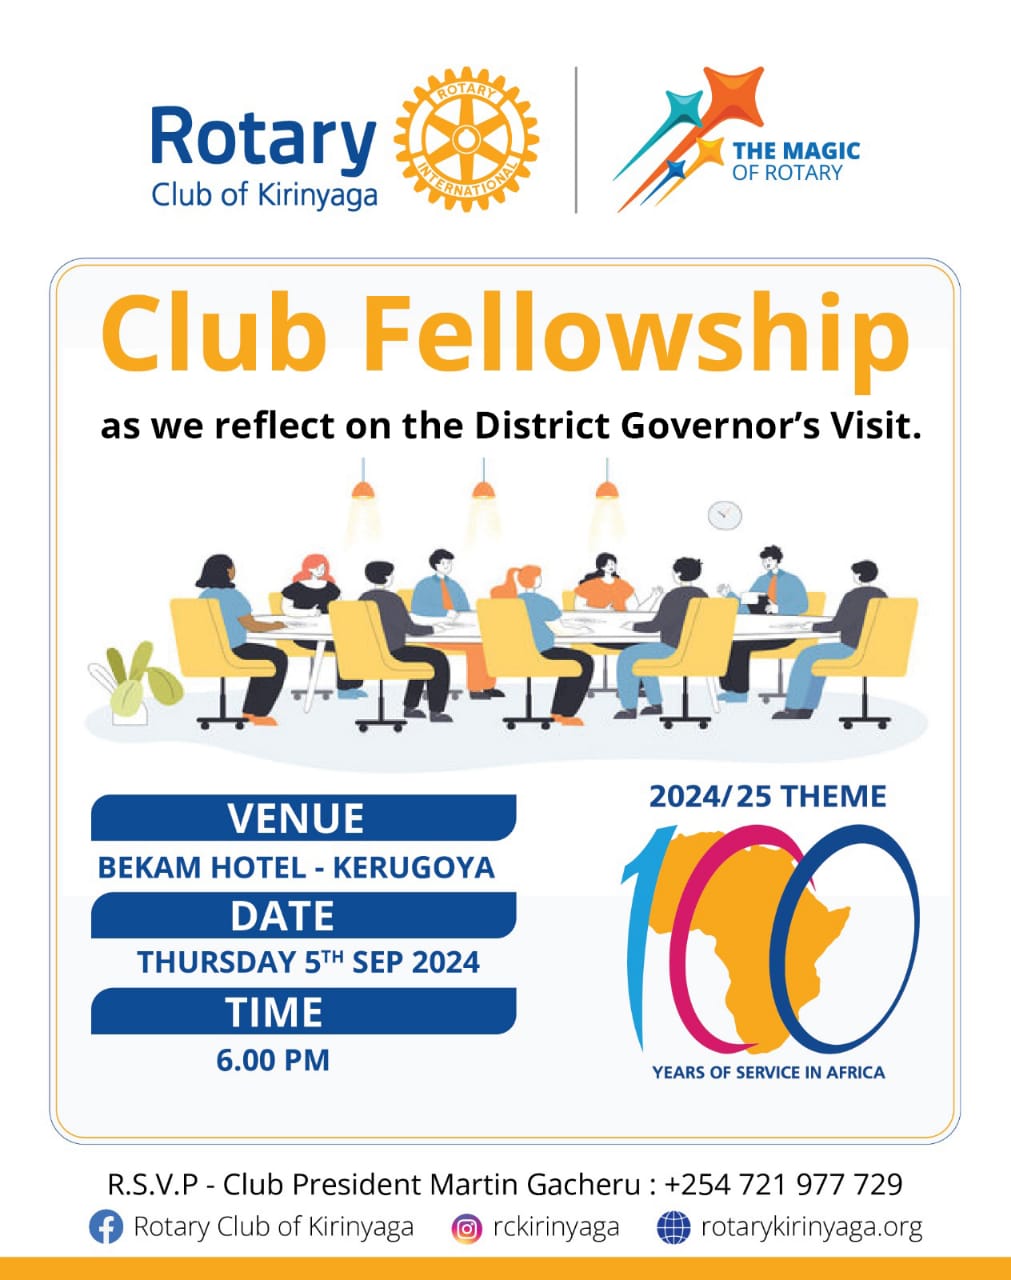 Rotary
Club of Kirinyaga
ROTARY
INTERNATIONAL
THE MAGIC
OF ROTARY
Club Fellowship
as we reflect on the District Governor’s Visit.
VENUE
BEKAM HOTEL - KERUGOYA
DATE
THURSDAY 5TH SEP 2024
TIME
6.00 PM
2024/25 THEME
100
YEARS OF SERVICE IN AFRICA
R.S.V.P - Club President Martin Gacheru : +254 721 977 729
Rotary Club of Kirinyaga rckirinyaga rotarykirinyaga.org